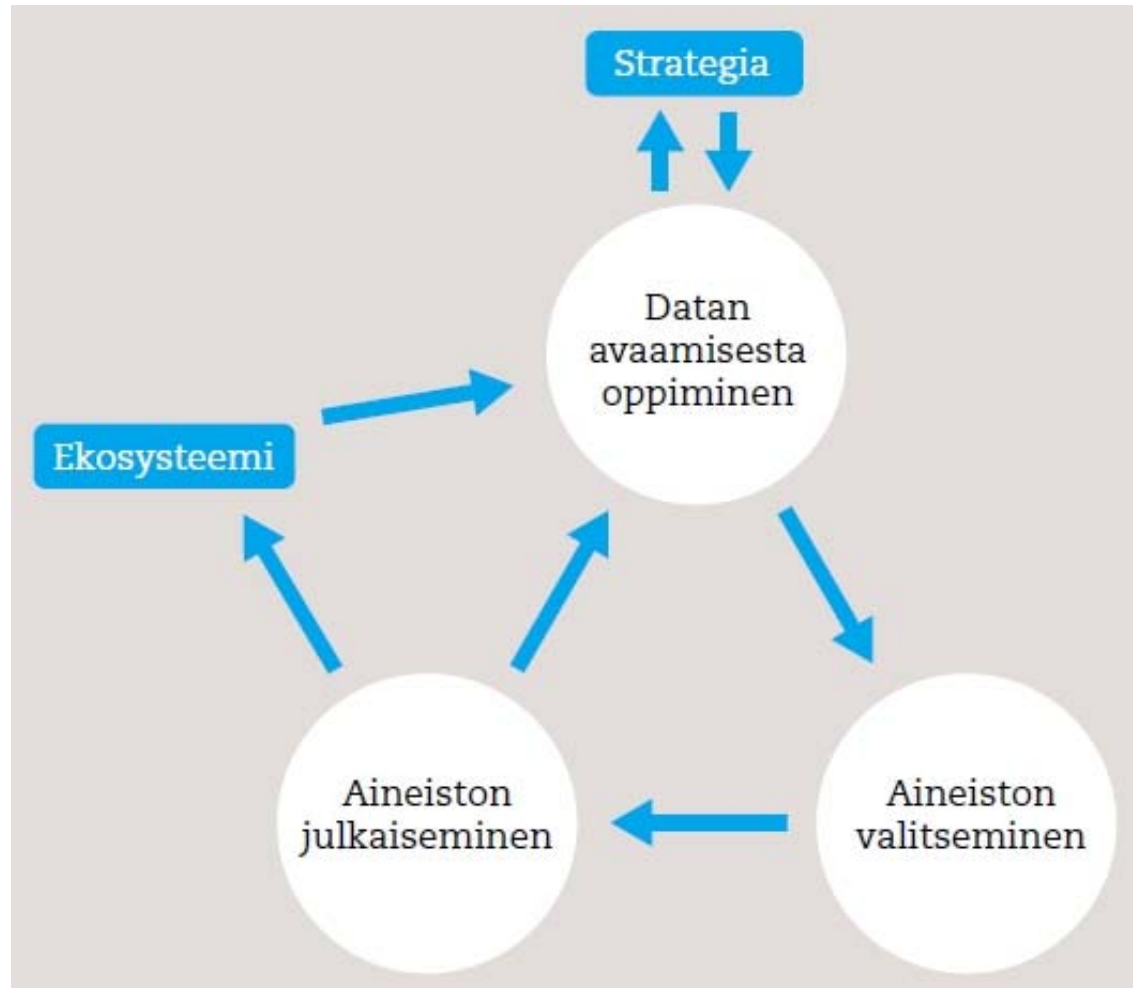 Strategia
Datan
avaamisesta
oppiminen
Ekosysteemi
Aineiston
julkaiseminen
Aineiston
valitseminen